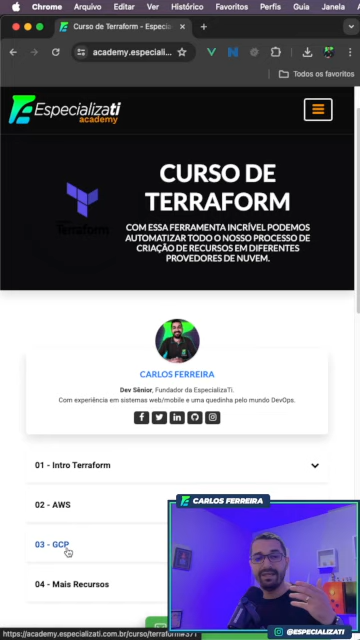 Chrome Arquivo Editar Ver Histórico Favoritos Perfis Guia Janela
Curso de Terraform - Especi
academy.especiali...
Todos os favoritos
EspecializaTi
academy
CURSO DE
TERRAFORM
COM ESSA FERRAMENTA INCRÍVEL PODEMOS
AUTOMATIZAR TODO O NOSSO PROCESSO DE
CRIAÇÃO DE RECURSOS EM DIFERENTES
PROVEDORES DE NUVEM.
Terraform
CARLOS FERREIRA
Dev Sênior, Fundador da EspecializaTi.
Com experiência em sistemas web/mobile e uma quedinha pelo mundo DevOps.
01 - Intro Terraform
02 - AWS
CARLOS FERREIRA
03 - GCP
04 - Mais Recursos
https://academy.especializati.com.br/curso/terraform#371
@ESPECIALIZATI